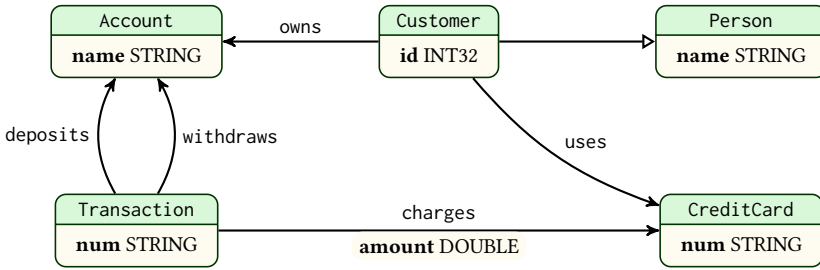 Account
name STRING
owns
Customer
id INT32
Person
name STRING
deposits
withdraws
uses
Transaction
num STRING
charges
amount DOUBLE
CreditCard
num STRING